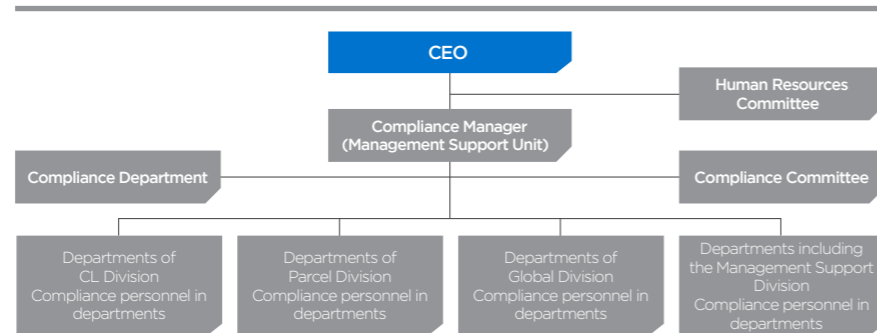 CEO
Human Resources
Committee
Compliance Manager
(Management Support Unit)
Compliance Department
Compliance Committee
Departments of
CL Division
Compliance personnel in
departments
Departments of
Parcel Division
Compliance personnel in
departments
Departments of
Global Division
Compliance personnel in
departments
Departments including
the Management Support
Division
Compliance personnel in
departments